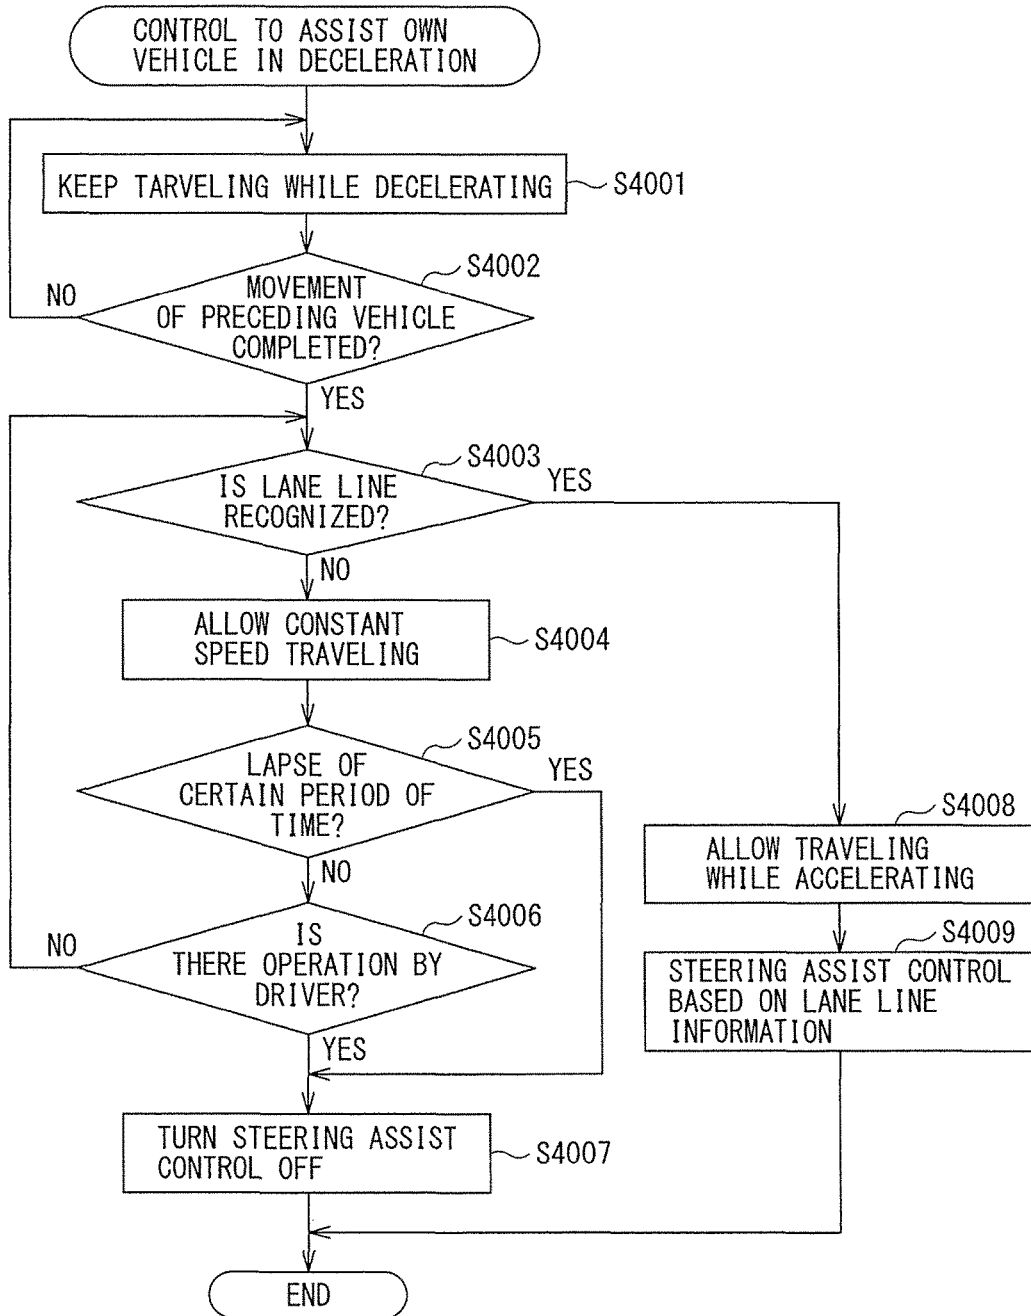 CONTROL TO ASSIST OWN
VEHICLE IN DECELERATION
KEEP TARVELING WHILE DECELERATING
S4001
S4002
NO
MOVEMENT
OF PRECEDING VEHICLE
COMPLETED?
YES
S4003
YES
IS LANE LINE
RECOGNIZED?
NO
ALLOW CONSTANT
SPEED TRAVELING
S4004
S4005
YES
LAPSE OF
CERTAIN PERIOD OF
TIME?
NO
S4006
NO
IS
THERE OPERATION BY
DRIVER?
YES
TURN STEERING ASSIST
CONTROL OFF
S4007
S4008
ALLOW TRAVELING
WHILE ACCELERATING
S4009
STEERING ASSIST CONTROL
BASED ON LANE LINE
INFORMATION
END